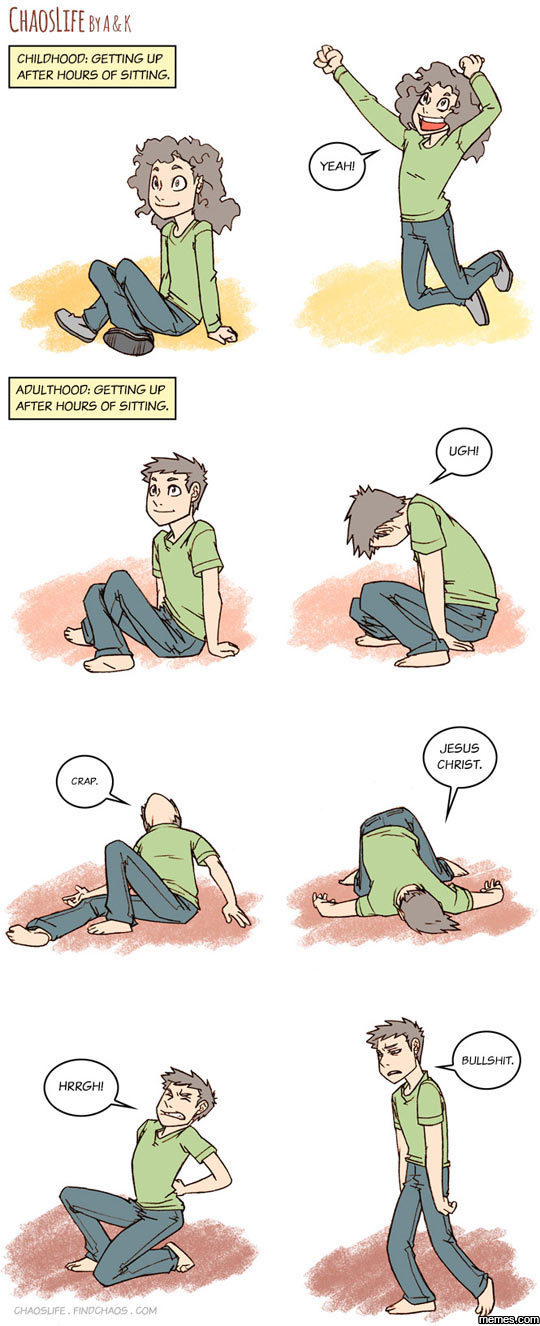 CHAOSLIFE BY A & K
CHILDHOOD: GETTING UP
AFTER HOURS OF SITTING.
YEAH!
ADULTHOOD: GETTING UP
AFTER HOURS OF SITTING.
UGH!
CRAP.
JESUS
CHRIST.
HRRGH!
BULLSHIT.
CHAOSLIFE.FINDCHAOS.COM
memes.com